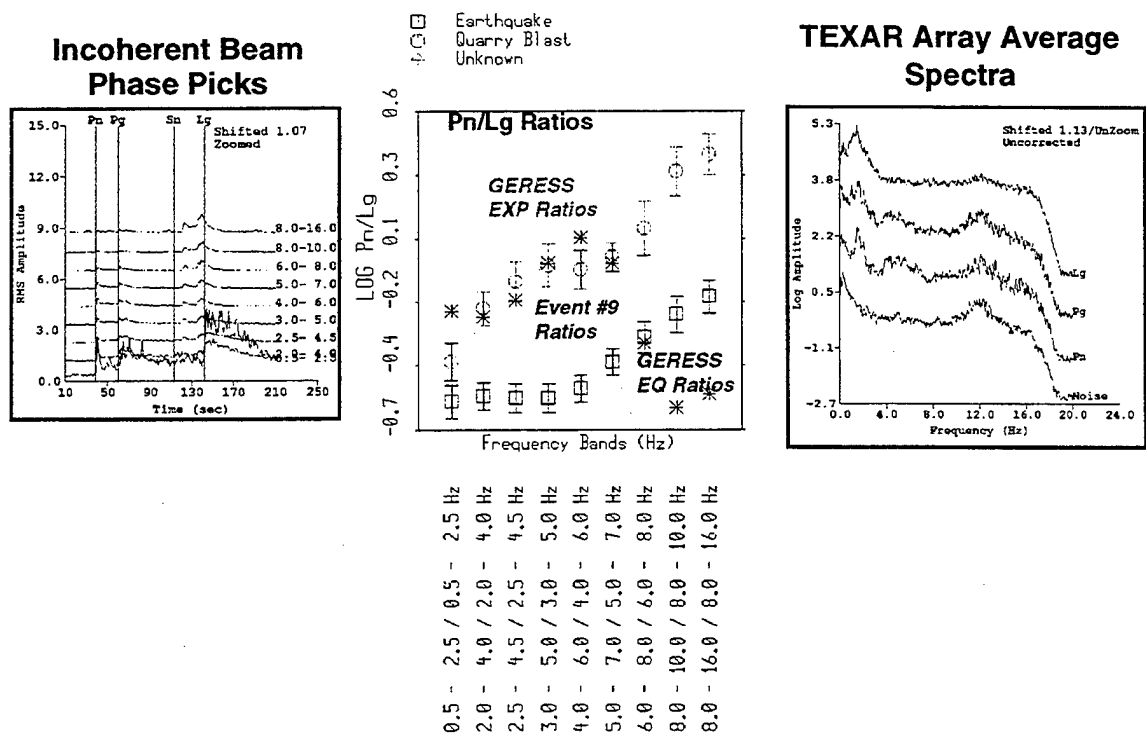 Incoherent Beam
Phase Picks
Pn Pg Sn Lg
Shifted 1.07
Zoomed
RMS Amplitude
15.0
12.0
9.0
6.0
3.0
0.0
8.0-16.0
8.0-10.0
6.0- 8.0
5.0- 7.0
4.0- 6.0
3.0- 5.0
2.5- 4.5
10 50 90 130 170 210 250
Time (sec)
Earthquake
Quarry Blast
Unknown
Pn/Lg Ratios
GERESS
EXP Ratios
Event #9
Ratios
GERESS
EQ Ratios
LOG Pn/Lg
0.6
0.3
0.1
-0.2
-0.4
-0.7
Frequency Bands (Hz)
0.5 - 2.5 / 0.5 - 2.5 Hz
2.0 - 4.0 / 2.0 - 4.0 Hz
2.5 - 4.5 / 2.5 - 4.5 Hz
3.0 - 5.0 / 3.0 - 5.0 Hz
4.0 - 6.0 / 4.0 - 6.0 Hz
5.0 - 7.0 / 5.0 - 7.0 Hz
6.0 - 8.0 / 6.0 - 8.0 Hz
8.0 - 10.0 / 8.0 - 10.0 Hz
8.0 - 16.0 / 8.0 - 16.0 Hz
TEXAR Array Average
Spectra
Shifted 1.13/UnZoom
Uncorrected
Log Amplitude
5.3
3.8
2.2
0.5
-1.1
-2.7
Lg
Pg
Pn
Noise
0.0 4.0 8.0 12.0 16.0 20.0 24.0
Frequency (Hz)